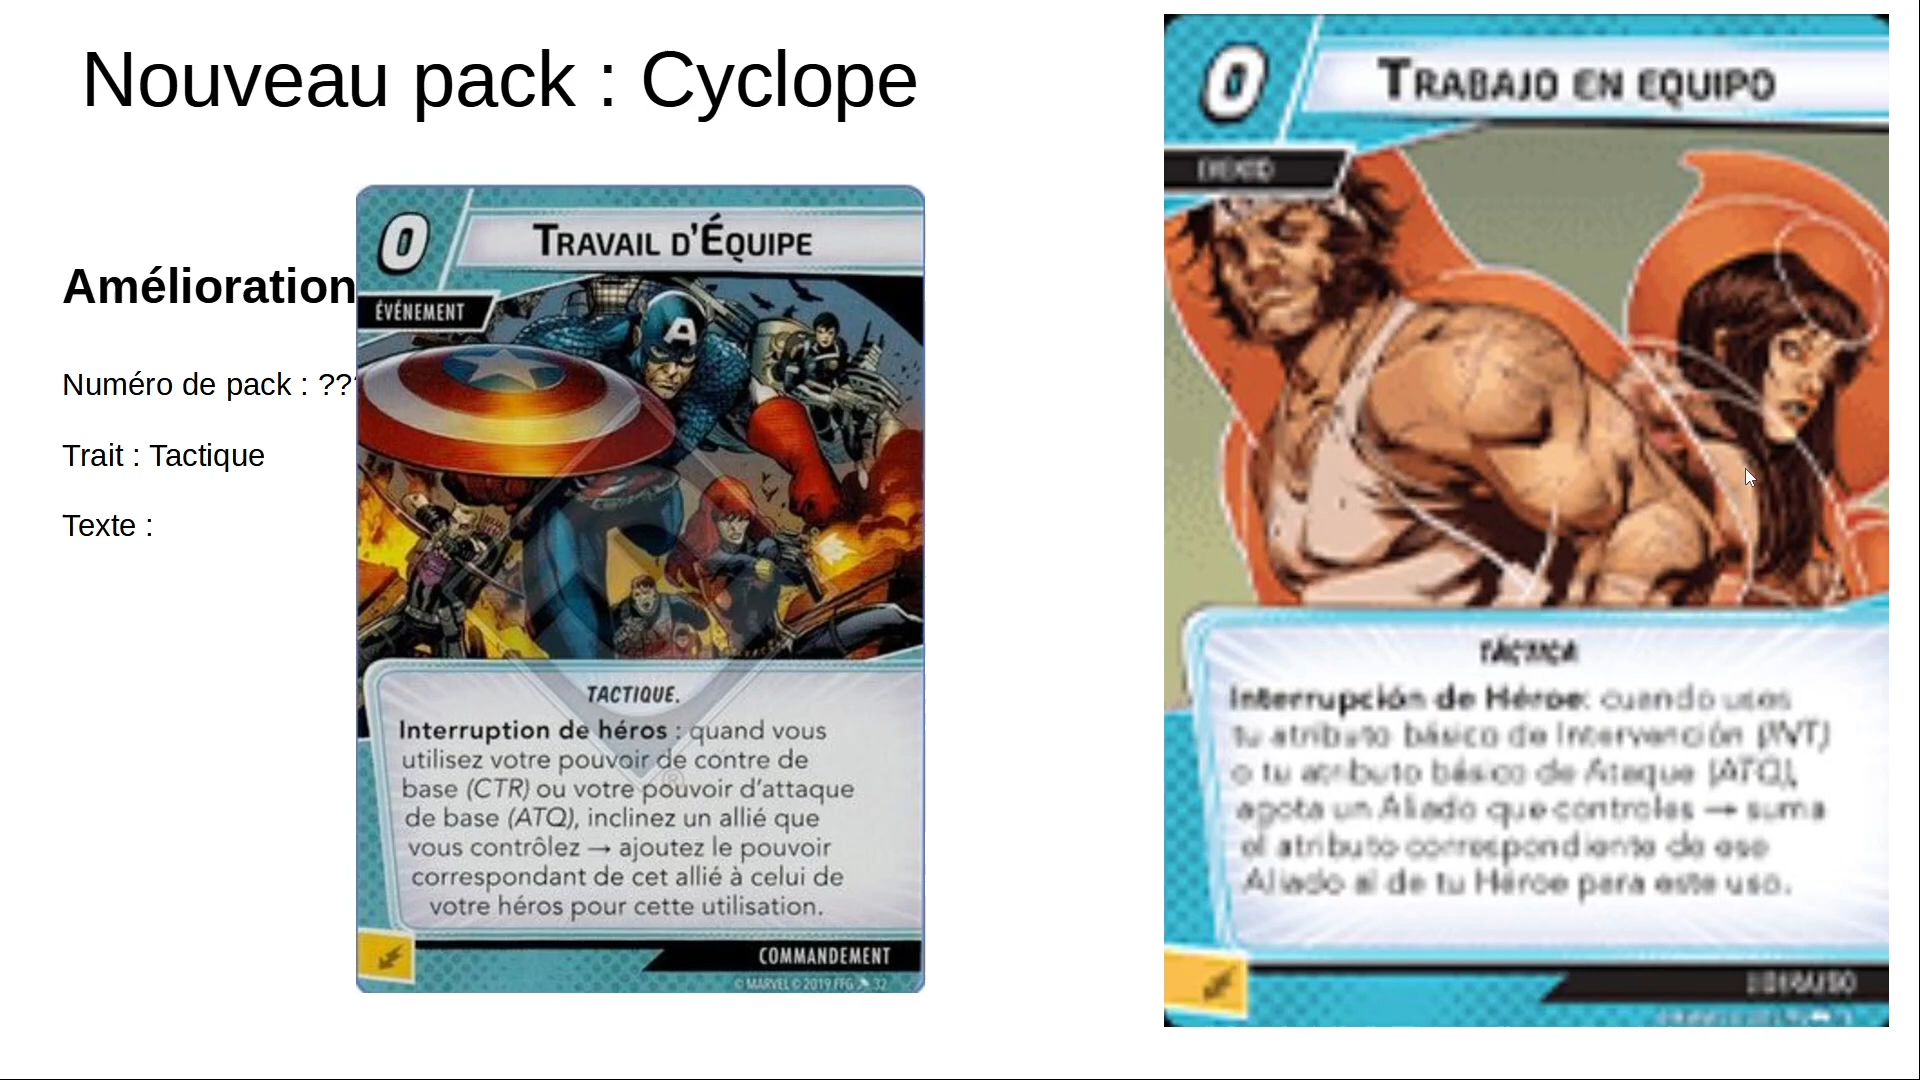 Nouveau pack : Cyclope
Amélioration
Numéro de pack : ???
Trait : Tactique
Texte :
0
TRAVAIL D'ÉQUIPE
ÉVÉNEMENT
TACTIQUE.
Interruption de héros : quand vous
utilisez votre pouvoir de contre de
base (CTR) ou votre pouvoir d'attaque
de base (ATQ), inclinez un allié que
vous contrôlez → ajoutez le pouvoir
correspondant de cet allié à celui de
votre héros pour cette utilisation.
COMMANDEMENT
© MARVEL © 2019 FFG 32
0
TRABAJO EN EQUIPO
EVENTO
TÁCTICA
Interrupción de Héroe: cuando uses
tu atributo básico de Intervención (INT)
o tu atributo básico de Ataque (ATQ),
agota un Aliado que controles → suma
el atributo correspondiente de ese
Aliado al de tu Héroe para este uso.